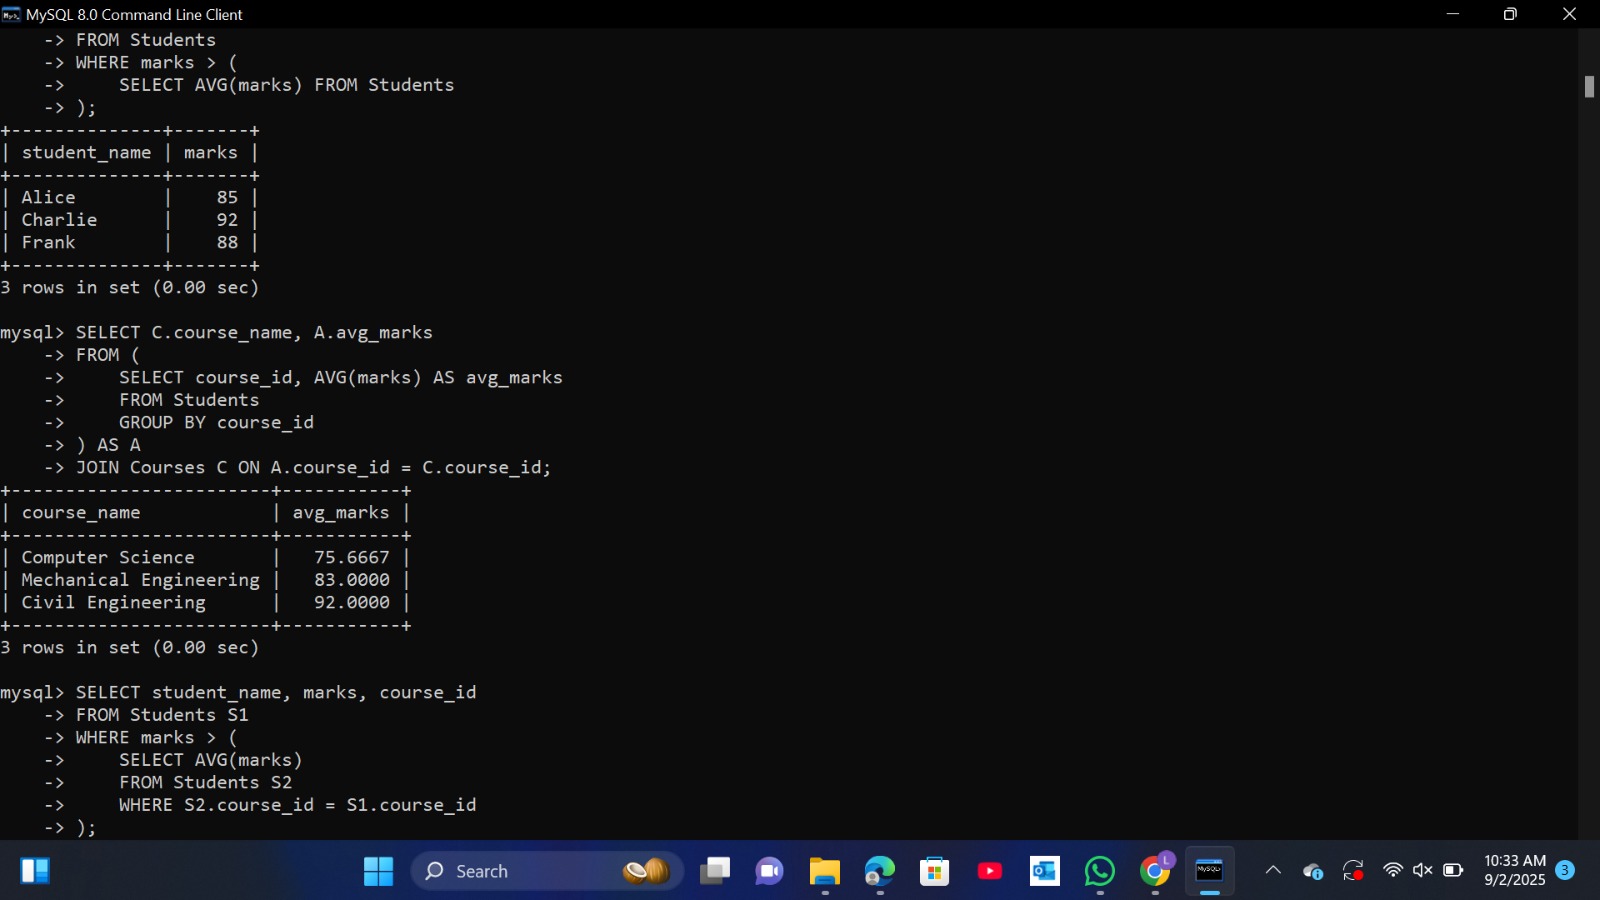 MySQL 8.0 Command Line Client
    -> FROM Students
    -> WHERE marks > (
    ->     SELECT AVG(marks) FROM Students
    -> );
+--------------+-------+
| student_name | marks |
+--------------+-------+
| Alice        |    85 |
| Charlie      |    92 |
| Frank        |    88 |
+--------------+-------+
3 rows in set (0.00 sec)
mysql> SELECT C.course_name, A.avg_marks
    -> FROM (
    ->     SELECT course_id, AVG(marks) AS avg_marks
    ->     FROM Students
    ->     GROUP BY course_id
    -> ) AS A
    -> JOIN Courses C ON A.course_id = C.course_id;
+------------------------+-----------+
| course_name            | avg_marks |
+------------------------+-----------+
| Computer Science       |   75.6667 |
| Mechanical Engineering |   83.0000 |
| Civil Engineering      |   92.0000 |
+------------------------+-----------+
3 rows in set (0.00 sec)
mysql> SELECT student_name, marks, course_id
    -> FROM Students S1
    -> WHERE marks > (
    ->     SELECT AVG(marks)
    ->     FROM Students S2
    ->     WHERE S2.course_id = S1.course_id
    -> );
Search
L
MySQL
10:33 AM
9/2/2025
3